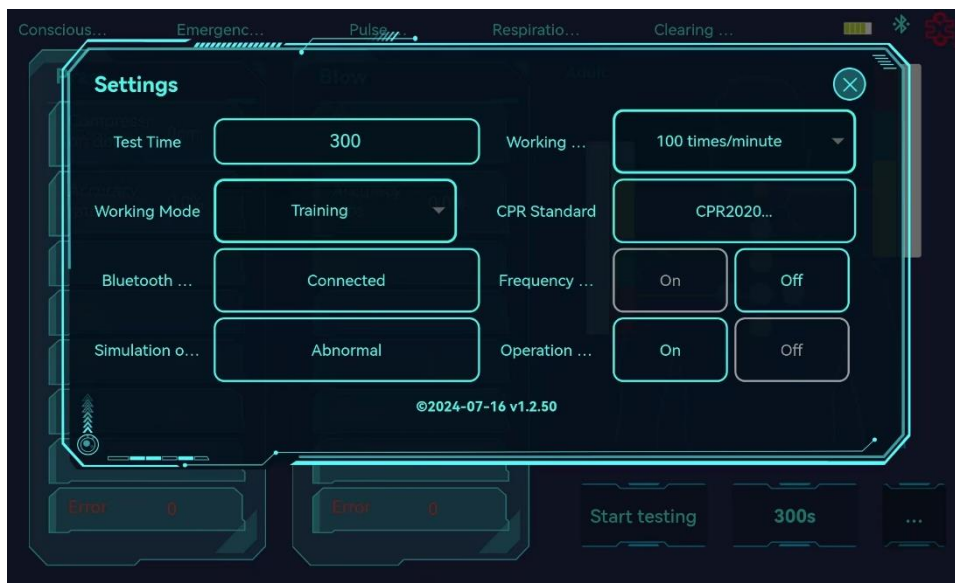 Conscious... Emergenc... Pulse... Respiratio... Clearing ...
Settings
Test Time 300 Working ... 100 times/minute
Working Mode Training CPR Standard CPR2020...
Bluetooth ... Connected Frequency ... On Off
Simulation o... Abnormal Operation ... On Off
©2024-07-16 v1.2.50
Error 0 Error 0
Start testing 300s ...